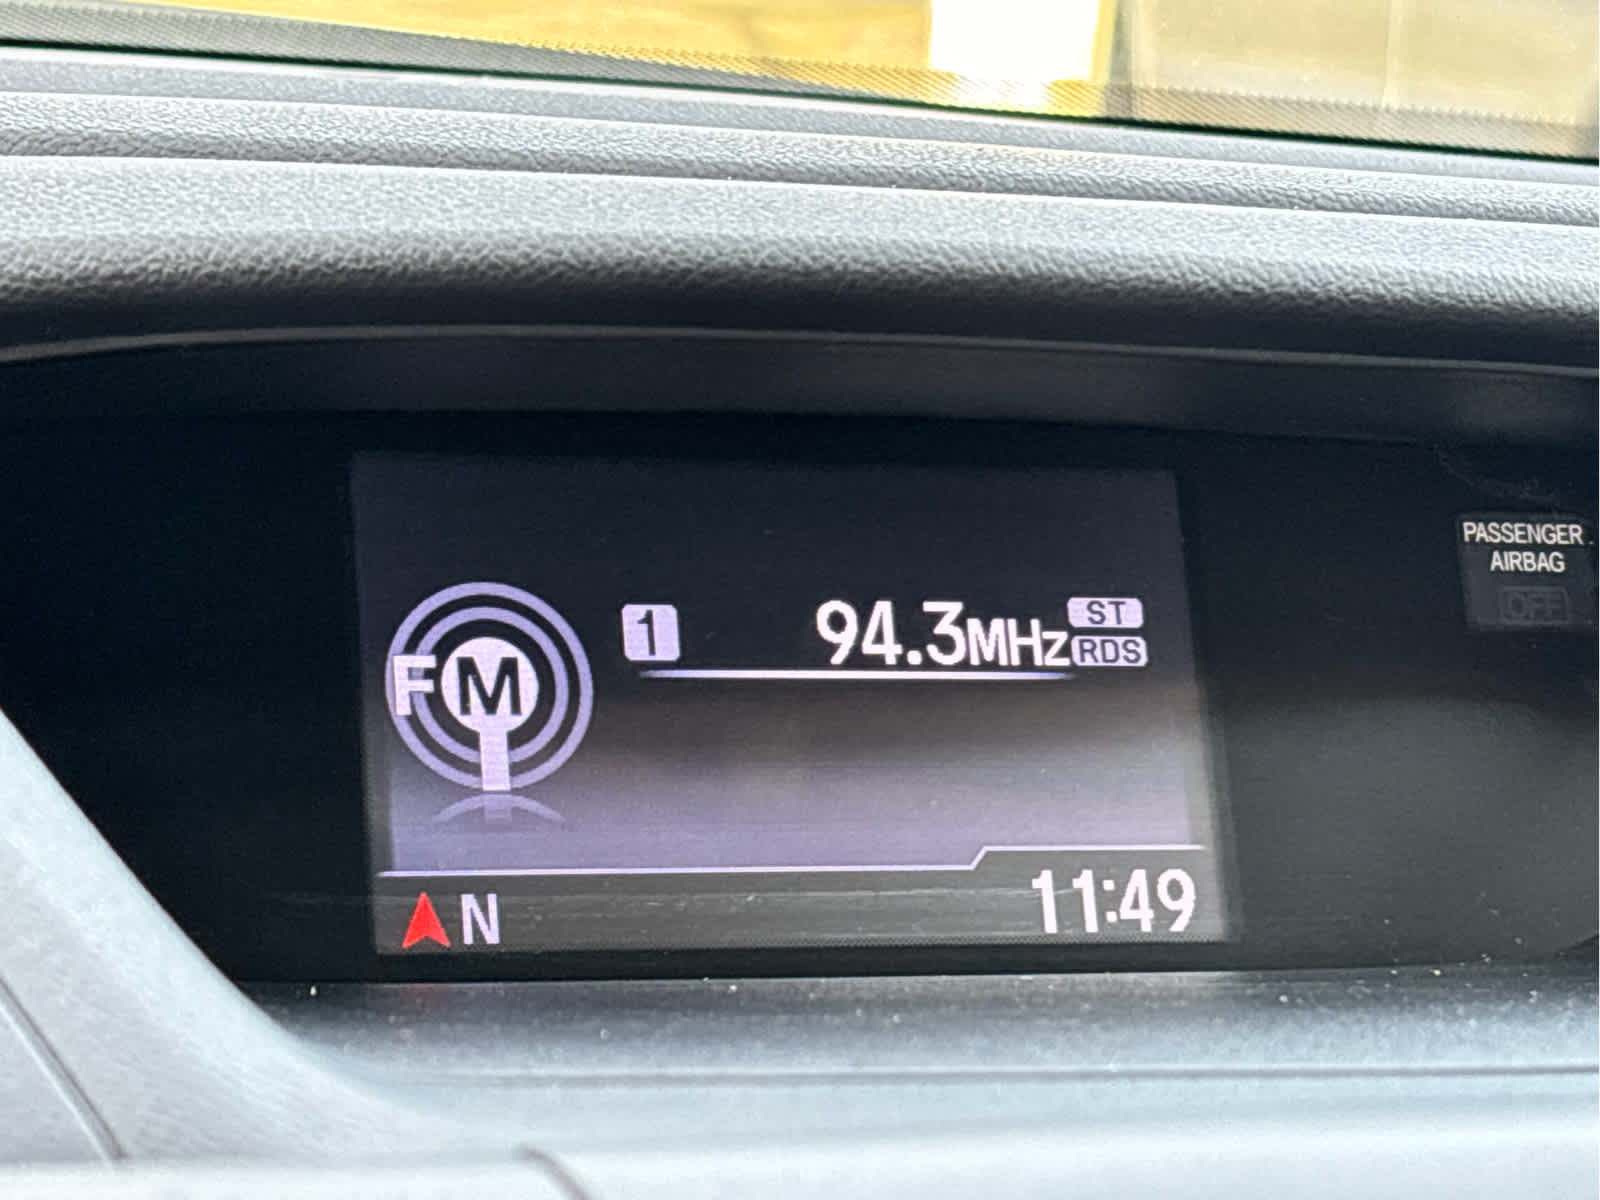 PASSENGER
AIRBAG
OFF
1 94.3MHz ST
RDS
FM
N 11:49